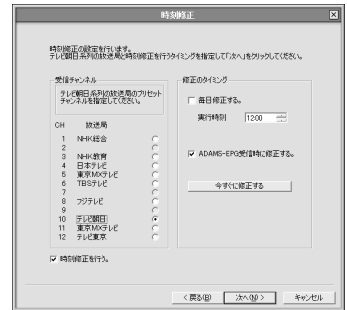 時刻修正
時刻修正の設定を行います。
テレビ朝日系列の放送局と時刻修正を行うタイミングを指定して「次へ」をクリックしてください。
受信チャンネル
テレビ朝日系列の放送局のプリセット
チャンネルを指定してください。
CH 放送局
1 NHK総合
2
3 NHK教育
4 日本テレビ
5 東京MXテレビ
6 TBSテレビ
7
8 フジテレビ
9
10 テレビ朝日
11 東京MXテレビ
12 テレビ東京
時刻修正を行う。
修正のタイミング
毎日修正する。
実行時刻 12:00
ADAMS-EPG受信時に修正する。
今すぐに修正する
< 戻る(B)
次へ(N) >
キャンセル